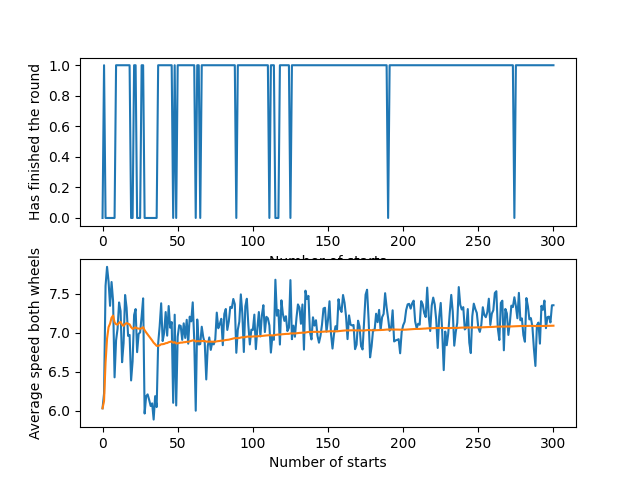 Has finished the round
1.0
0.8
0.6
0.4
0.2
0.0
0 50 100 150 200 250 300
Number of starts
Average speed both wheels
7.5
7.0
6.5
6.0
0 50 100 150 200 250 300
Number of starts